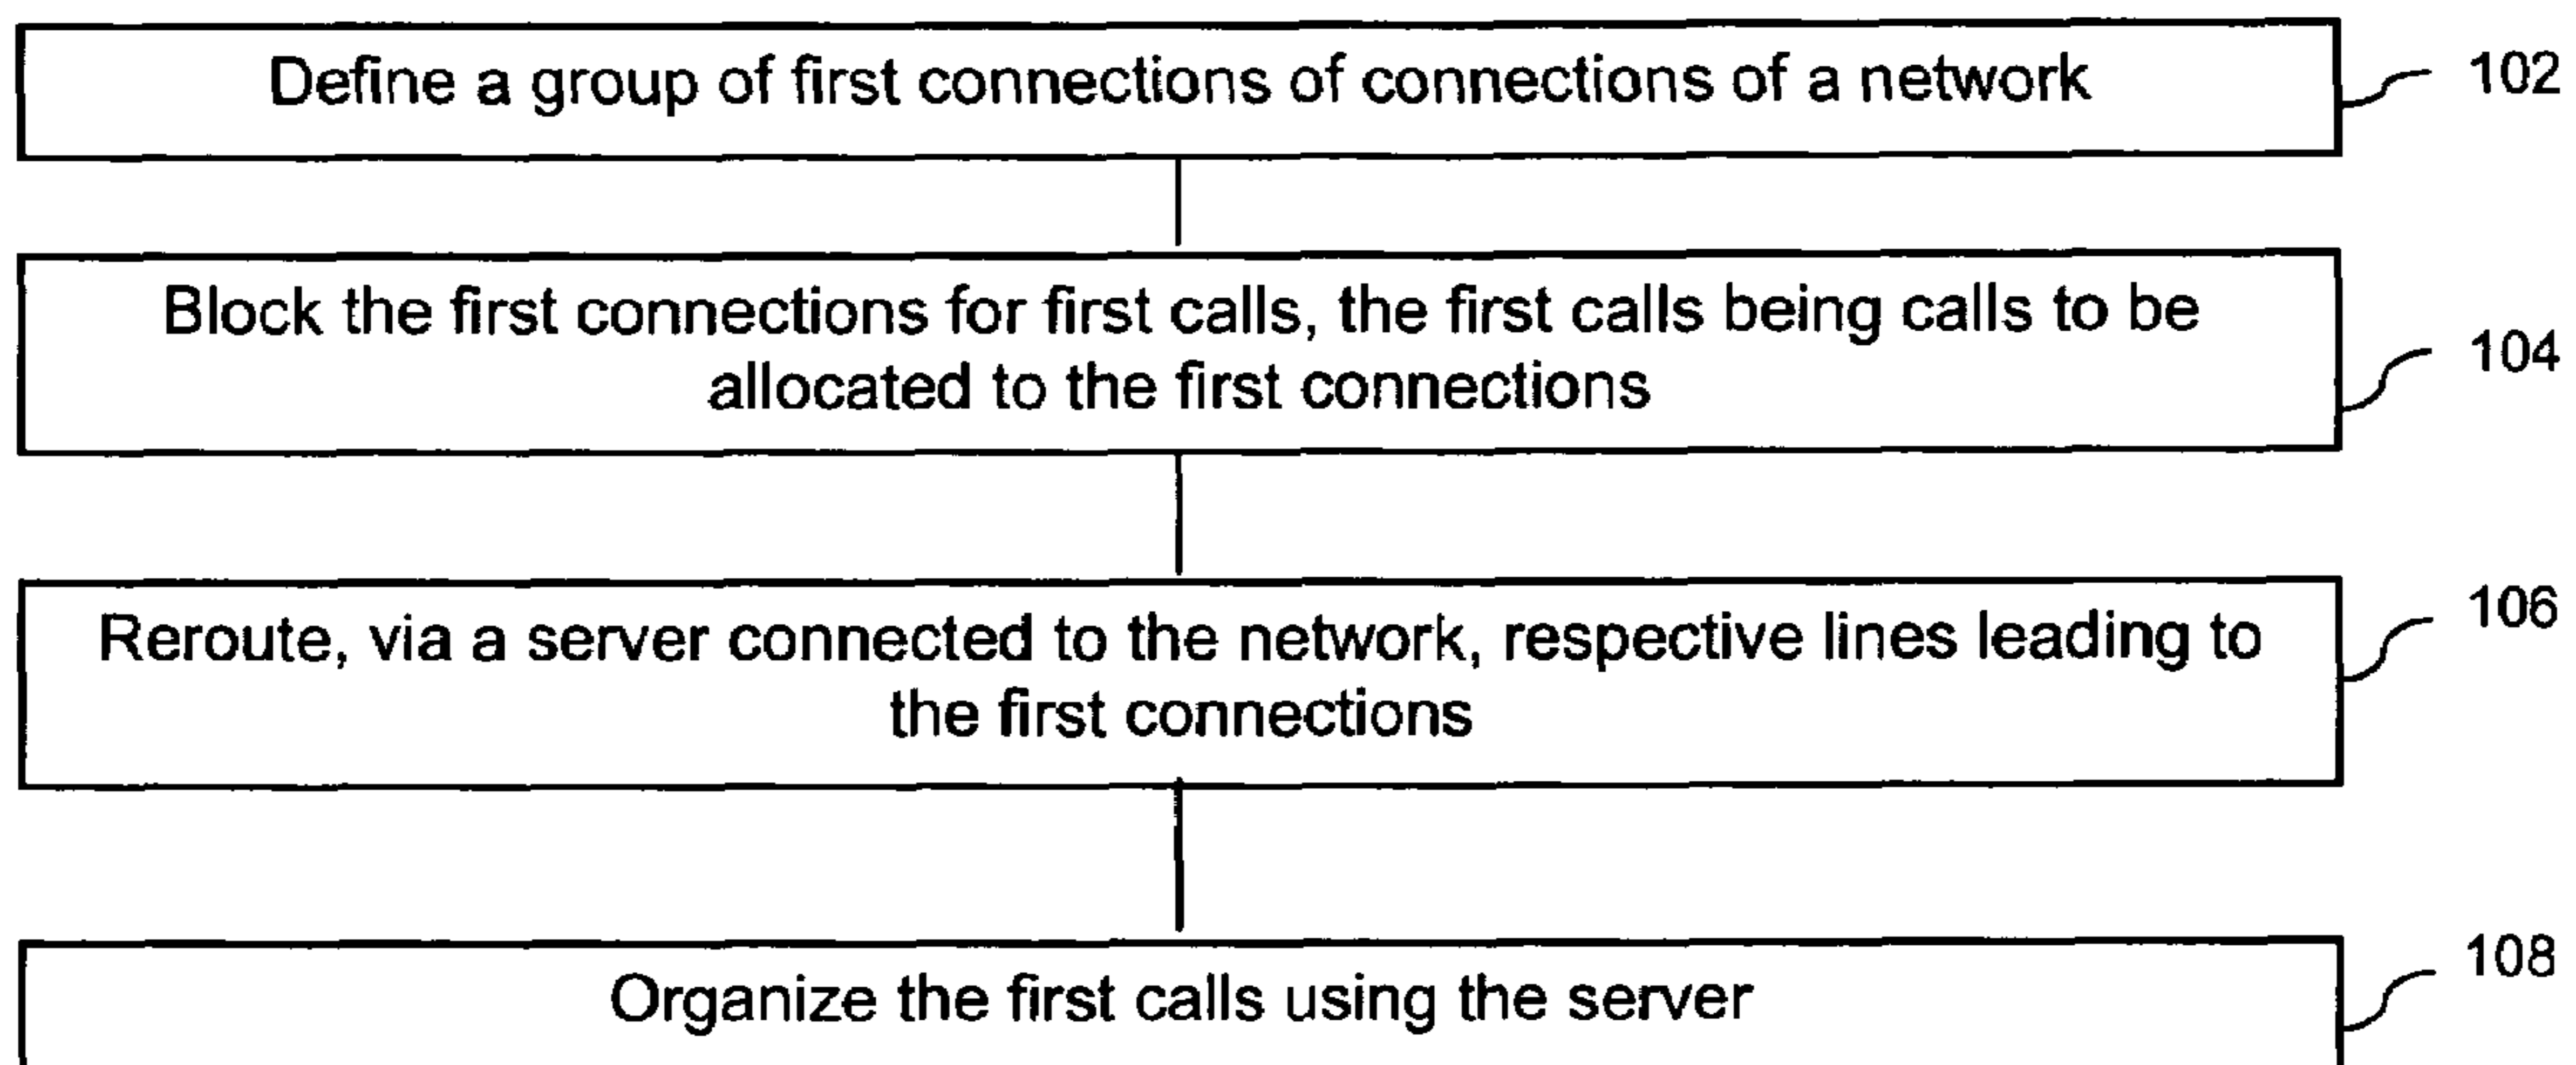 Define a group of first connections of connections of a network
102
Block the first connections for first calls, the first calls being calls to be
allocated to the first connections
104
Reroute, via a server connected to the network, respective lines leading to
the first connections
106
Organize the first calls using the server
108